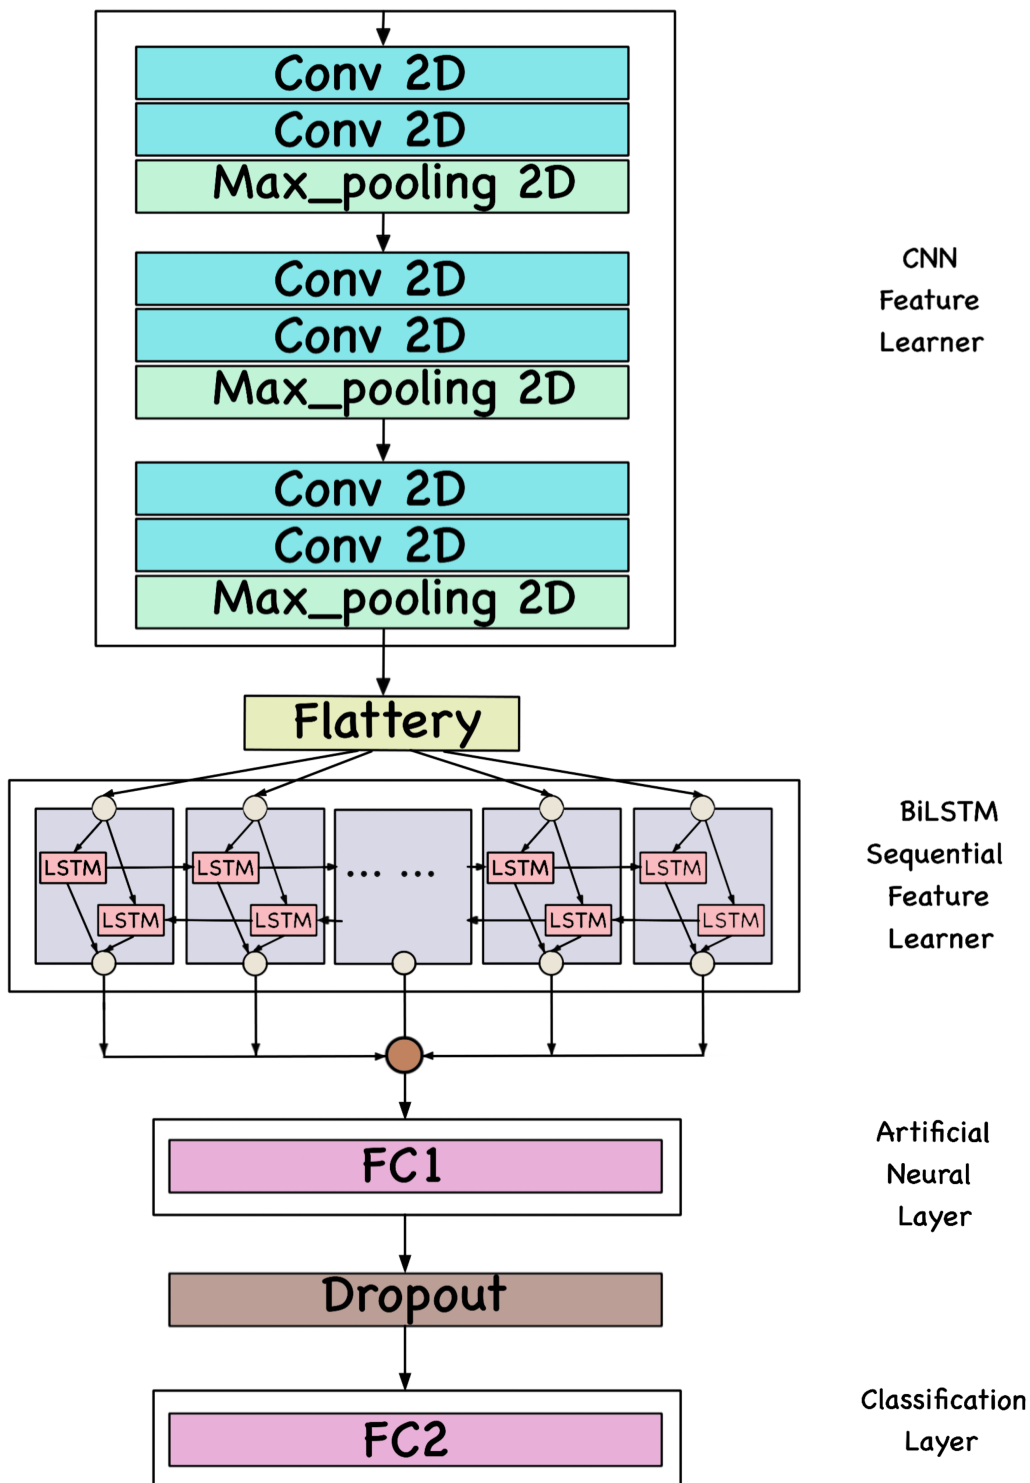 Conv 2D
Conv 2D
Max_pooling 2D
Conv 2D
Conv 2D
Max_pooling 2D
Conv 2D
Conv 2D
Max_pooling 2D
CNN
Feature
Learner
Flattery
LSTM
LSTM
... ...
LSTM
LSTM
LSTM
LSTM
LSTM
LSTM
BiLSTM
Sequential
Feature
Learner
FC1
Artificial
Neural
Layer
Dropout
FC2
Classification
Layer